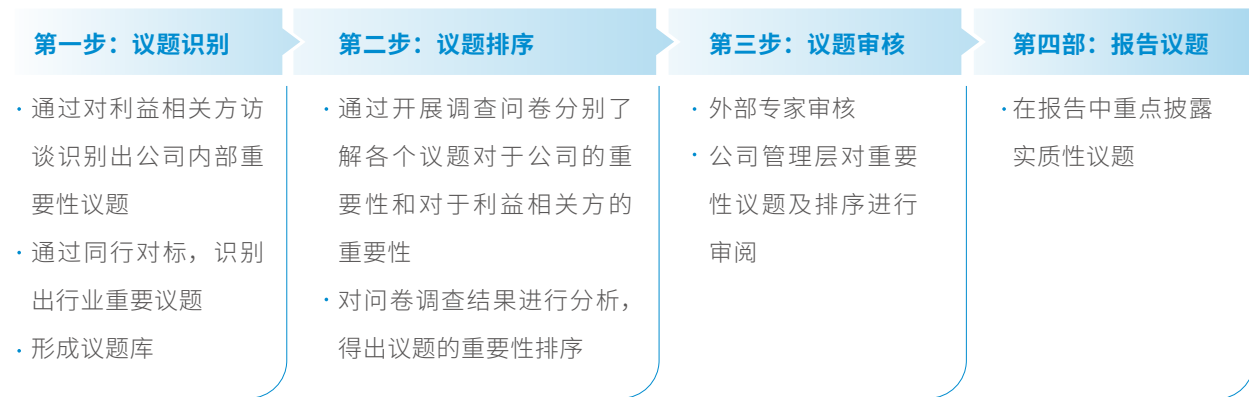 第一步：议题识别
· 通过对利益相关方访
谈识别出公司内部重
要性议题
· 通过同行对标，识别
出行业重要议题
· 形成议题库
第二步：议题排序
· 通过开展调查问卷分别了
解各个议题对于公司的重
要性和对于利益相关方的
重要性
· 对问卷调查结果进行分析，
得出议题的重要性排序
第三步：议题审核
· 外部专家审核
· 公司管理层对重要
性议题及排序进行
审阅
第四部：报告议题
· 在报告中重点披露
实质性议题